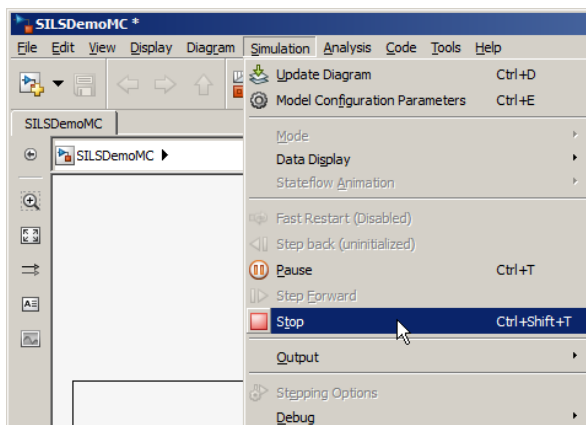 SILSDemoMC *
File Edit View Display Diagram Simulation Analysis Code Tools Help
Update Diagram Ctrl+D
Model Configuration Parameters Ctrl+E
SILSDemoMC
Mode
SILSDemoMC
Data Display
Stateflow Animation
Fast Restart (Disabled)
Step back (uninitialized)
Pause Ctrl+T
Step Forward
Stop Ctrl+Shift+T
Output
Stepping Options
Debug